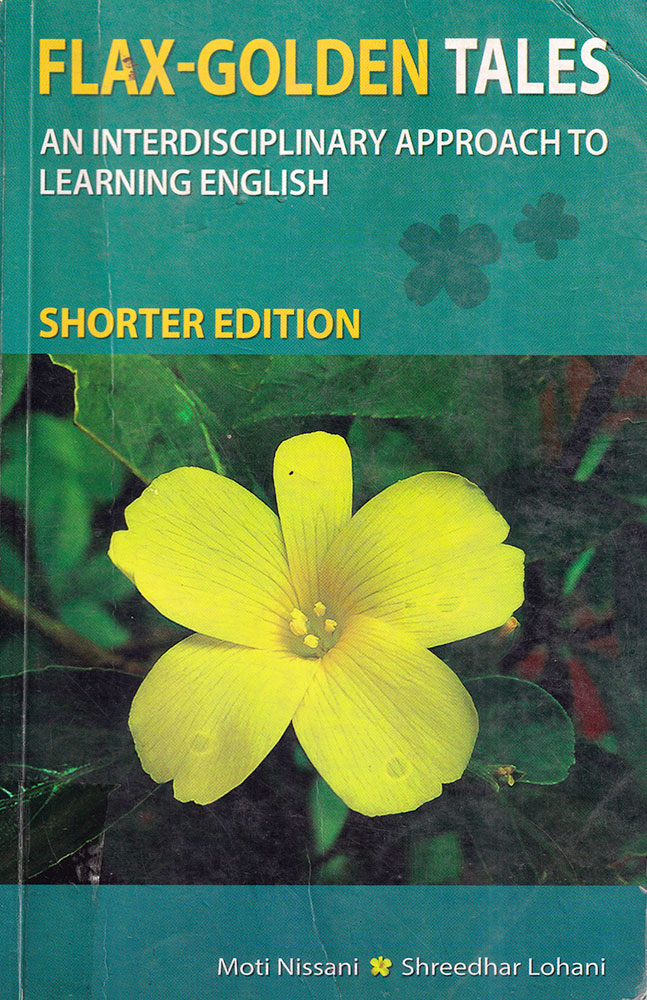 FLAX-GOLDEN TALES
AN INTERDISCIPLINARY APPROACH TO
LEARNING ENGLISH
SHORTER EDITION
Moti Nissani Shreedhar Lohani